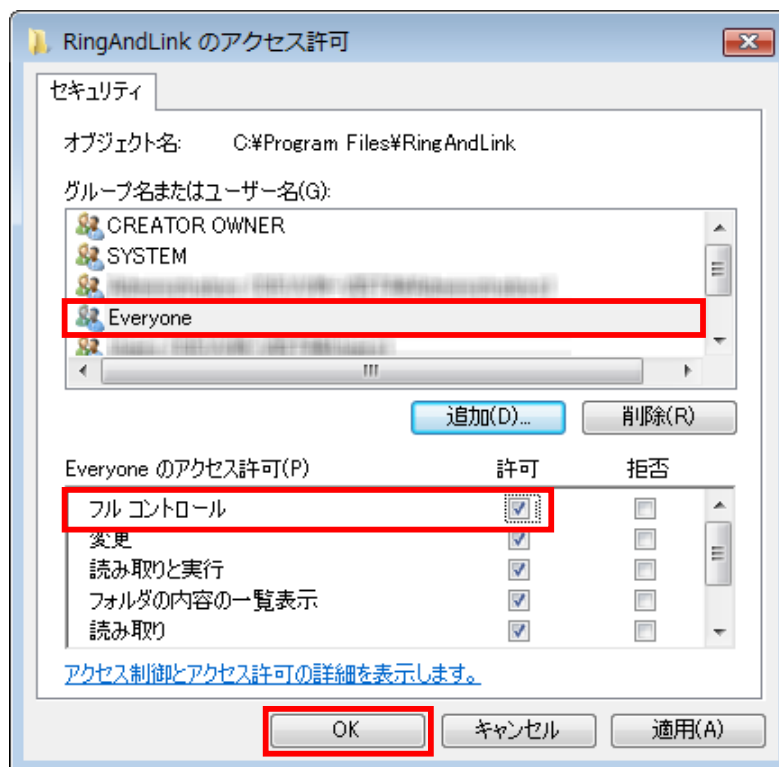 RingAndLink のアクセス許可
セキュリティ
オブジェクト名: C:¥Program Files¥RingAndLink
グループ名またはユーザー名(G):
CREATOR OWNER
SYSTEM
Everyone
追加(D)... 削除(R)
Everyone のアクセス許可(P) 許可 拒否
フル コントロール
変更
読み取りと実行
フォルダの内容の一覧表示
読み取り
アクセス制御とアクセス許可の詳細を表示します。
OK キャンセル 適用(A)